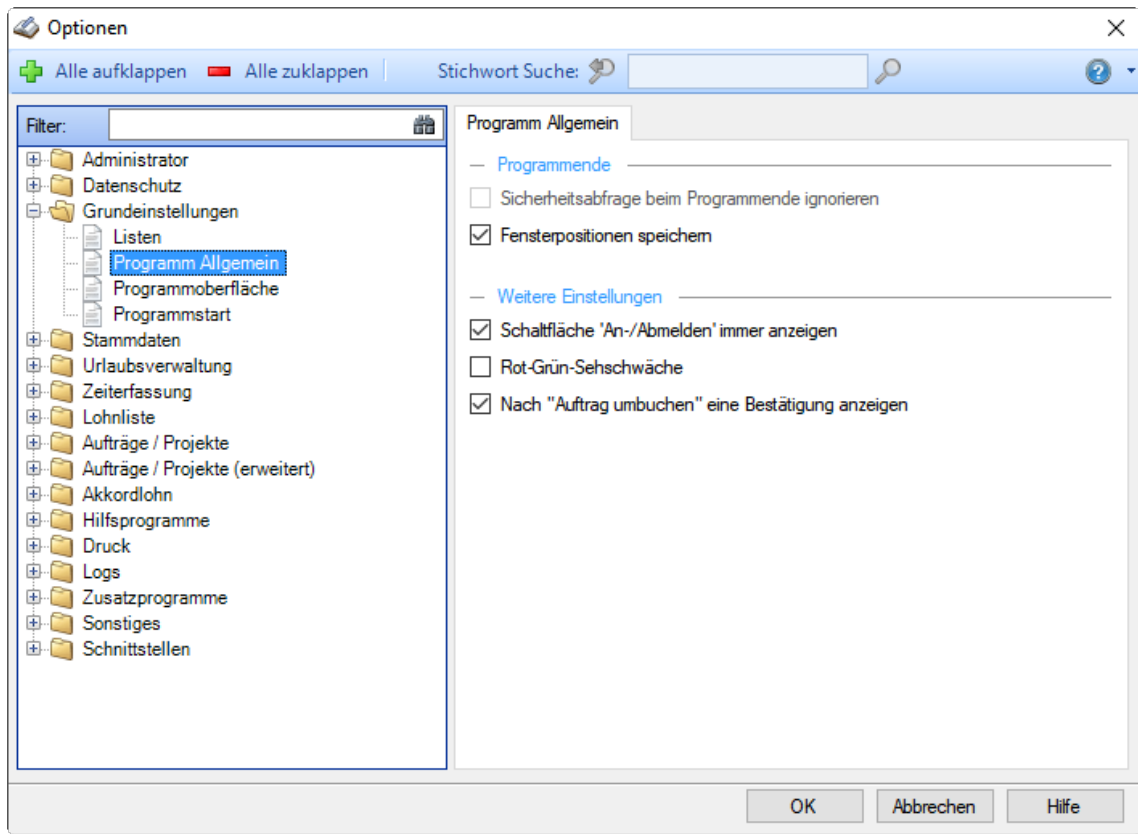 Optionen
Alle aufklappen Alle zuklappen Stichwort Suche:
Filter:
Administrator
Datenschutz
Grundeinstellungen
Listen
Programm Allgemein
Programmoberfläche
Programmstart
Stammdaten
Urlaubsverwaltung
Zeiterfassung
Lohnliste
Aufträge / Projekte
Aufträge / Projekte (erweitert)
Akkordlohn
Hilfsprogramme
Druck
Logs
Zusatzprogramme
Sonstiges
Schnittstellen
Programm Allgemein
Programmende
Sicherheitsabfrage beim Programmende ignorieren
Fensterpositionen speichern
Weitere Einstellungen
Schaltfläche 'An-/Abmelden' immer anzeigen
Rot-Grün-Sehschwäche
Nach "Auftrag umbuchen" eine Bestätigung anzeigen
OK Abbrechen Hilfe